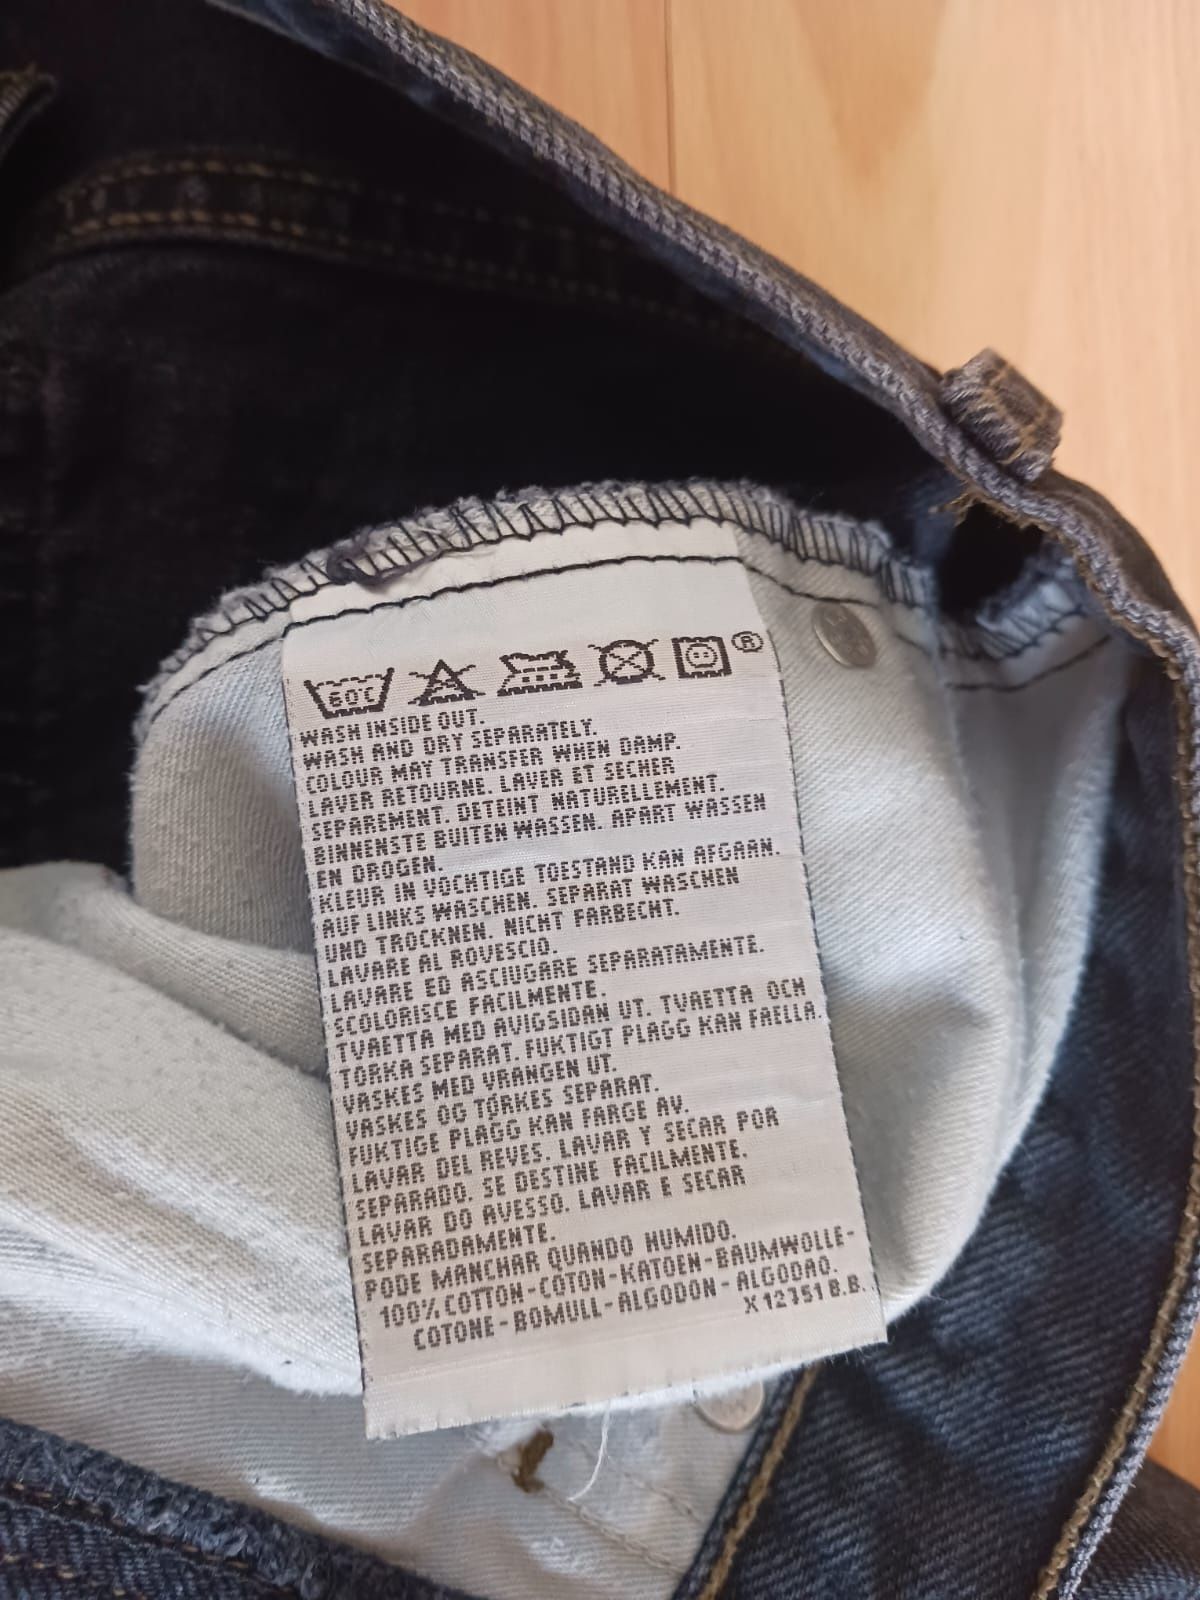 60°C
®
WASH INSIDE OUT.
WASH AND DRY SEPARATELY.
COLOUR MAY TRANSFER WHEN DAMP.
LAVER RETOURNE. LAVER ET SECHER
SEPAREMENT. DETEINT NATURELLEMENT.
BINNENSTE BUITEN WASSEN. APART WASSEN
EN DROGEN.
KLEUR IN VOCHTIGE TOESTAND KAN AFGAAN.
AUF LINKS WASCHEN. SEPARAT WASCHEN
UND TROCKNEN. NICHT FARBECHT.
LAVARE AL ROVESCIO.
LAVARE ED ASCIUGARE SEPARATAMENTE.
SCOLORISCE FACILMENTE.
TVAETTA MED AVIGSIDAN UT. TVAETTA OCH
TORKA SEPARAT. FUKTIGT PLAGG KAN FAELLA.
VASKES MED VRANGEN UT.
VASKES OG TØRKES SEPARAT.
FUKTIGE PLAGG KAN FARGE AV.
LAVAR DEL REVES. LAVAR Y SECAR POR
SEPARADO. SE DESTINE FACILMENTE.
LAVAR DO AVESSO. LAVAR E SECAR
SEPARADAMENTE.
PODE MANCHAR QUANDO HUMIDO.
100% COTTON-COTON-KATOEN-BAUMWOLLE-
COTONE-BOMULL-ALGODON-ALGODAO.